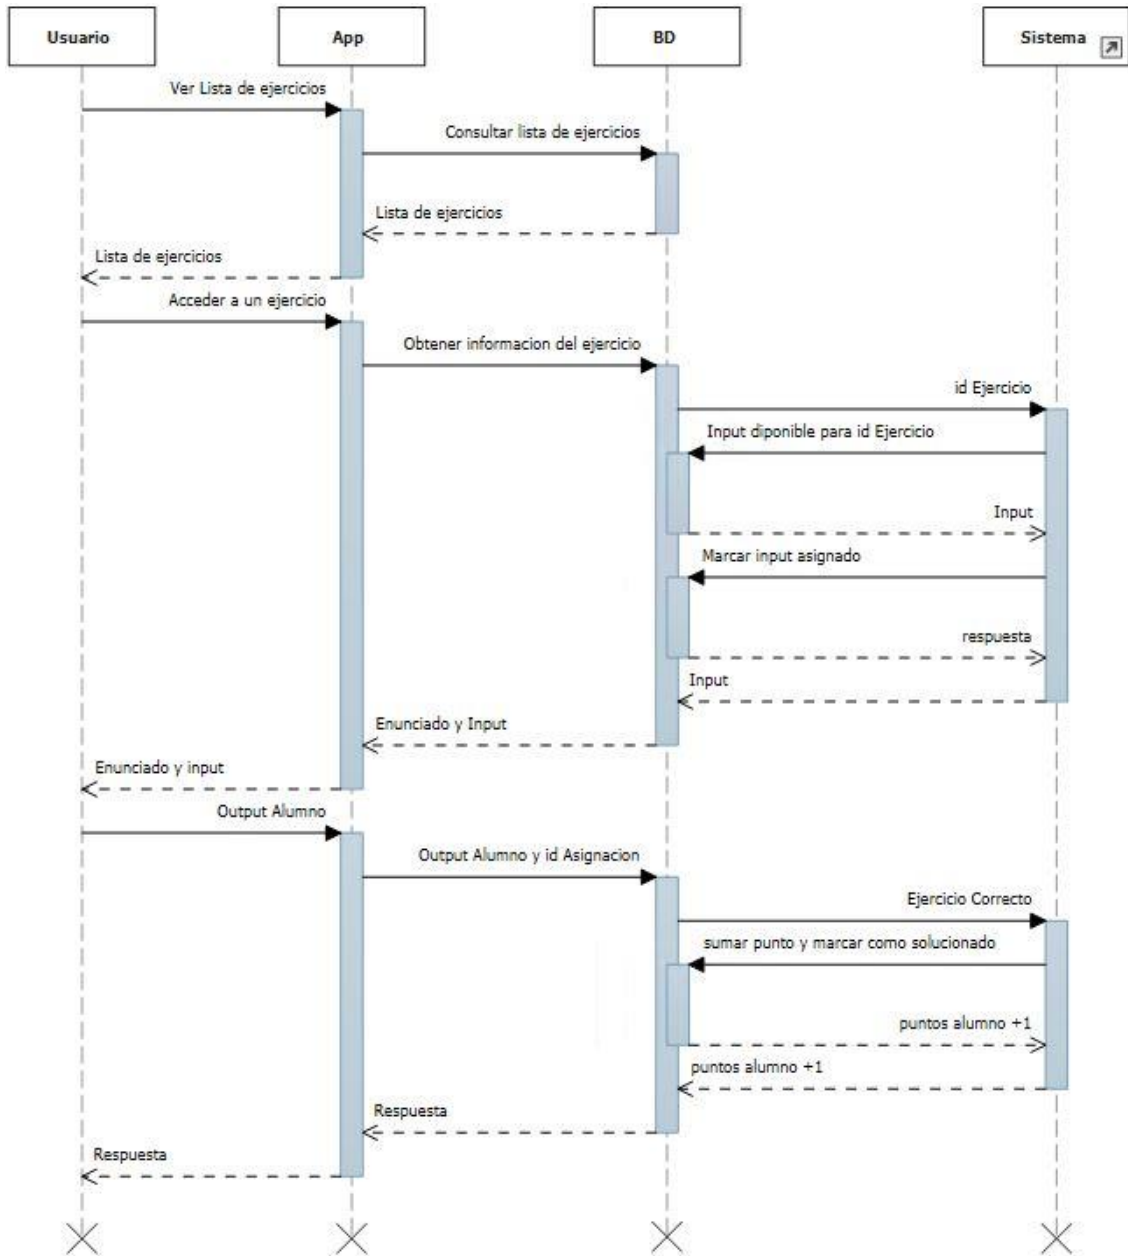 Usuario
App
BD
Sistema
Ver Lista de ejercicios
Consultar lista de ejercicios
Lista de ejercicios
Lista de ejercicios
Acceder a un ejercicio
Obtener informacion del ejercicio
id Ejercicio
Input diponible para id Ejercicio
Input
Marcar input asignado
respuesta
Input
Enunciado y Input
Enunciado y input
Output Alumno
Output Alumno y id Asignacion
Ejercicio Correcto
sumar punto y marcar como solucionado
puntos alumno +1
puntos alumno +1
Respuesta
Respuesta